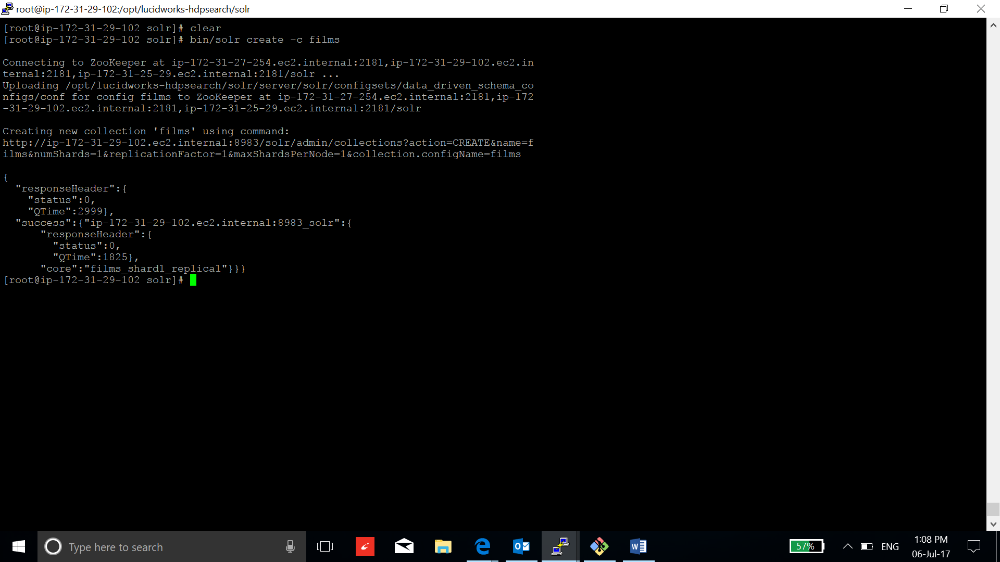 root@ip-172-31-29-102:/opt/lucidworks-hdpsearch/solr
[root@ip-172-31-29-102 solr]# clear
[root@ip-172-31-29-102 solr]# bin/solr create -c films
Connecting to ZooKeeper at ip-172-31-27-254.ec2.internal:2181,ip-172-31-29-102.ec2.in
ternal:2181,ip-172-31-25-29.ec2.internal:2181/solr ...
Uploading /opt/lucidworks-hdpsearch/solr/server/solr/configsets/data_driven_schema_co
nfigs/conf for config films to ZooKeeper at ip-172-31-27-254.ec2.internal:2181,ip-172
-31-29-102.ec2.internal:2181,ip-172-31-25-29.ec2.internal:2181/solr
Creating new collection 'films' using command:
http://ip-172-31-29-102.ec2.internal:8983/solr/admin/collections?action=CREATE&name=f
ilms&numShards=1&replicationFactor=1&maxShardsPerNode=1&collection.configName=films
{
"responseHeader":{
"status":0,
"QTime":2999},
"success":{"ip-172-31-29-102.ec2.internal:8983_solr":{
"responseHeader":{
"status":0,
"QTime":1825},
"core":"films_shard1_replica1"}}}
[root@ip-172-31-29-102 solr]#
Type here to search
57%
ENG
1:08 PM
06-Jul-17